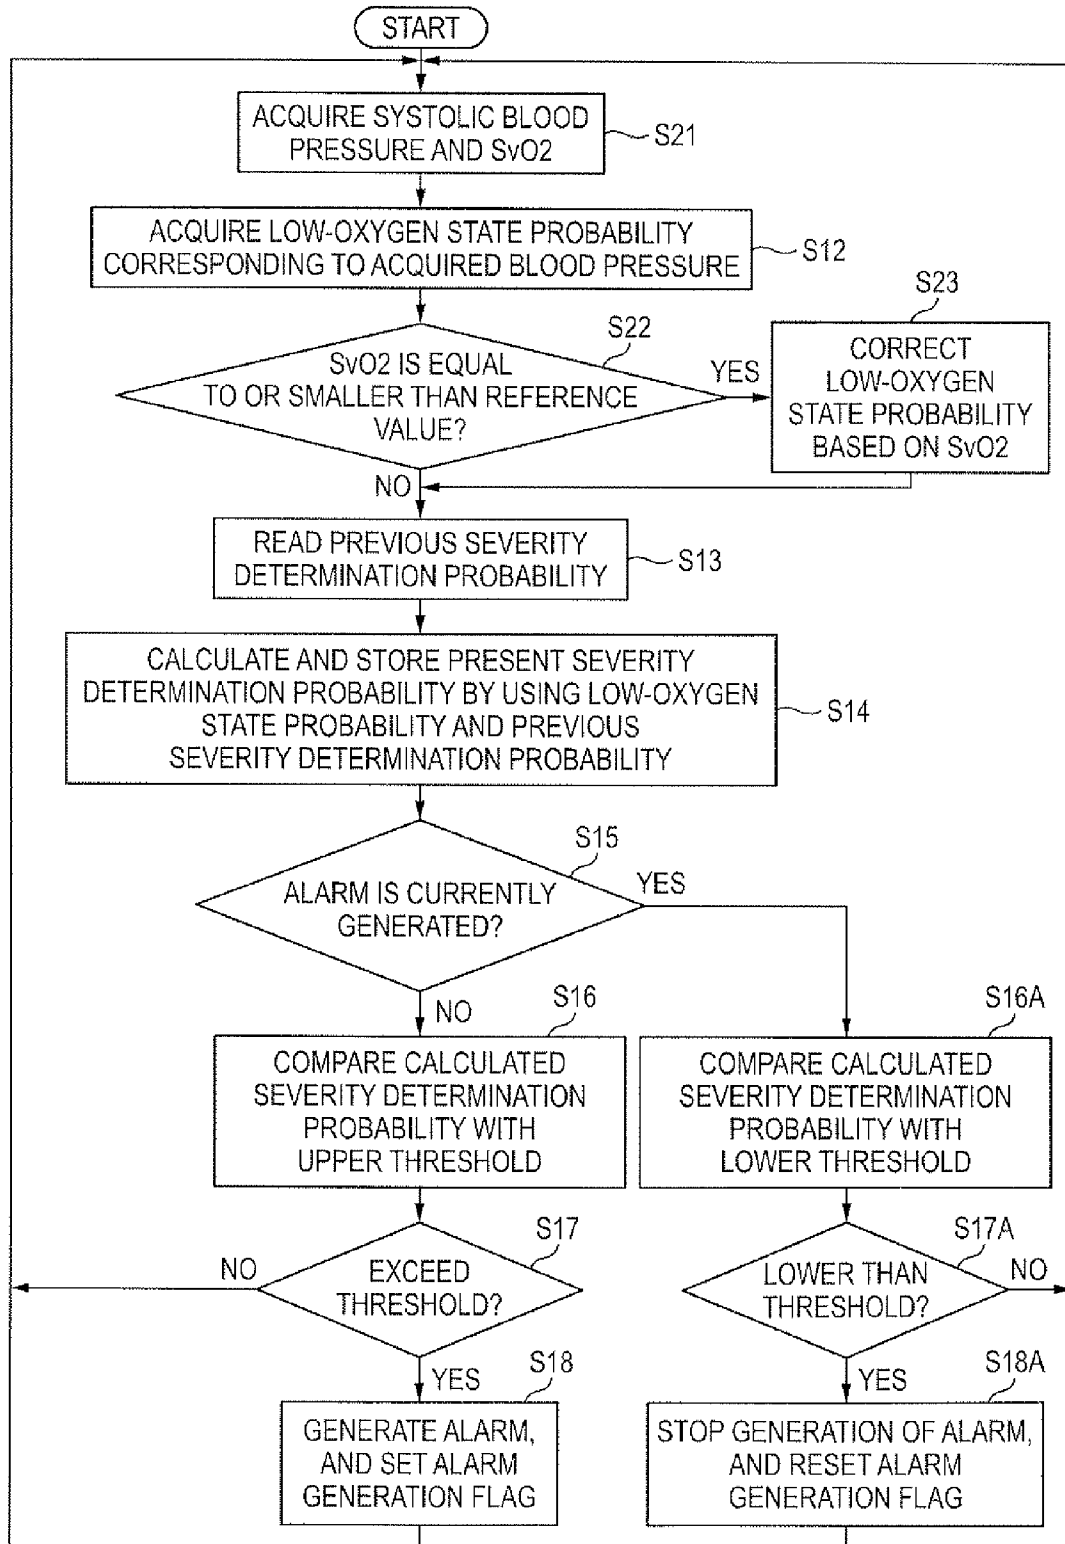 START
ACQUIRE SYSTOLIC BLOOD
PRESSURE AND SvO2
S21
ACQUIRE LOW-OXYGEN STATE PROBABILITY
CORRESPONDING TO ACQUIRED BLOOD PRESSURE
S12
S22
SvO2 IS EQUAL
TO OR SMALLER THAN REFERENCE
VALUE?
YES
S23
CORRECT
LOW-OXYGEN
STATE PROBABILITY
BASED ON SvO2
NO
READ PREVIOUS SEVERITY
DETERMINATION PROBABILITY
S13
CALCULATE AND STORE PRESENT SEVERITY
DETERMINATION PROBABILITY BY USING LOW-OXYGEN
STATE PROBABILITY AND PREVIOUS
SEVERITY DETERMINATION PROBABILITY
S14
S15
ALARM IS CURRENTLY
GENERATED?
YES
NO
S16
COMPARE CALCULATED
SEVERITY DETERMINATION
PROBABILITY WITH
UPPER THRESHOLD
S16A
COMPARE CALCULATED
SEVERITY DETERMINATION
PROBABILITY WITH
LOWER THRESHOLD
S17
NO
EXCEED
THRESHOLD?
S17A
LOWER THAN
THRESHOLD?
NO
YES
S18
GENERATE ALARM,
AND SET ALARM
GENERATION FLAG
YES
S18A
STOP GENERATION OF ALARM,
AND RESET ALARM
GENERATION FLAG